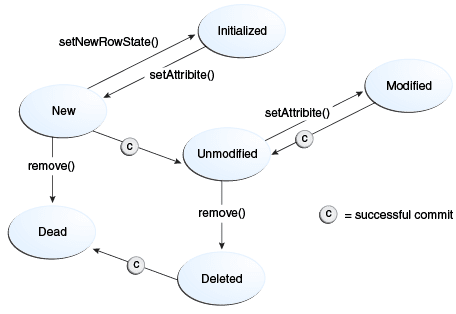 Initialized
setNewRowState()
setAttribite()
Modified
New
setAttribite()
C
C
Unmodified
remove()
remove()
C = successful commit
Dead
C
Deleted